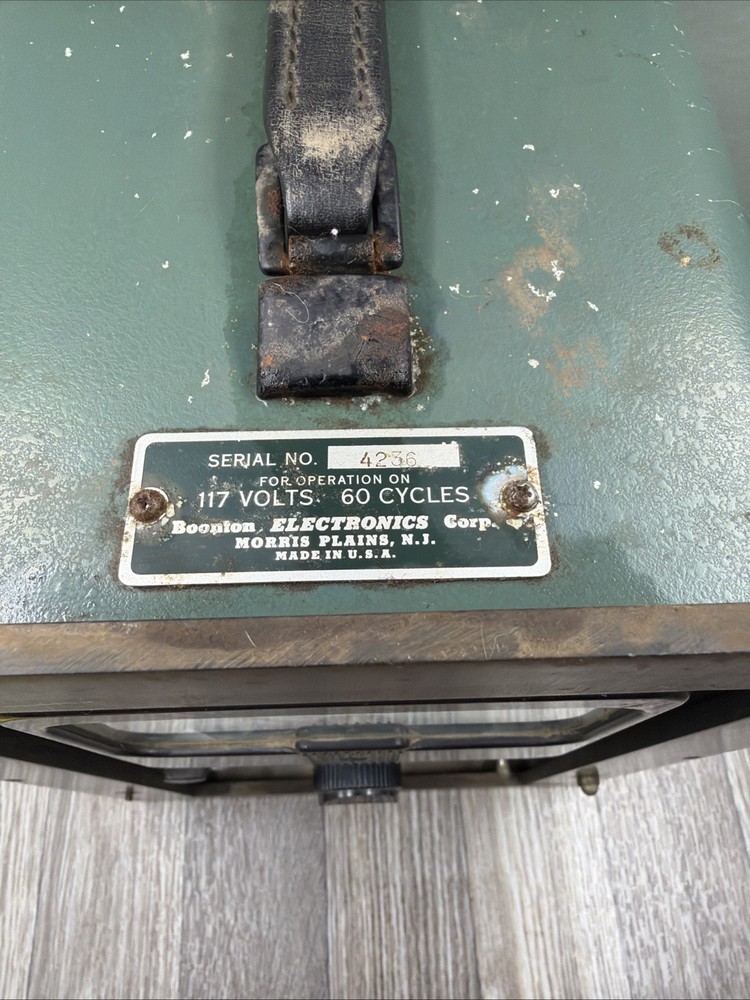 SERIAL NO. 4236
FOR OPERATION ON
117 VOLTS 60 CYCLES
Boonton ELECTRONICS Corp.
MORRIS PLAINS, N.J.
MADE IN U.S.A.